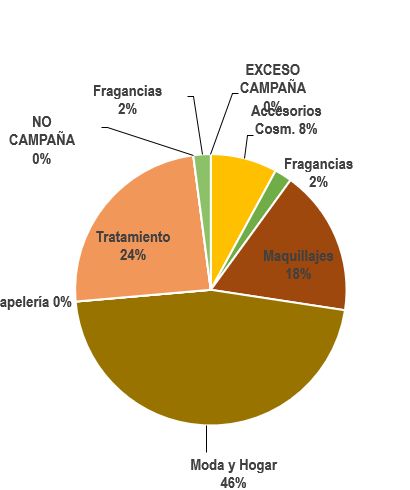 EXCESO
CAMPAÑA
0%
Fragancias
2%
Accesorios
Cosm. 8%
NO
CAMPAÑA
0%
Fragancias
2%
Tratamiento
24%
Maquillajes
18%
apelería 0%
Moda y Hogar
46%